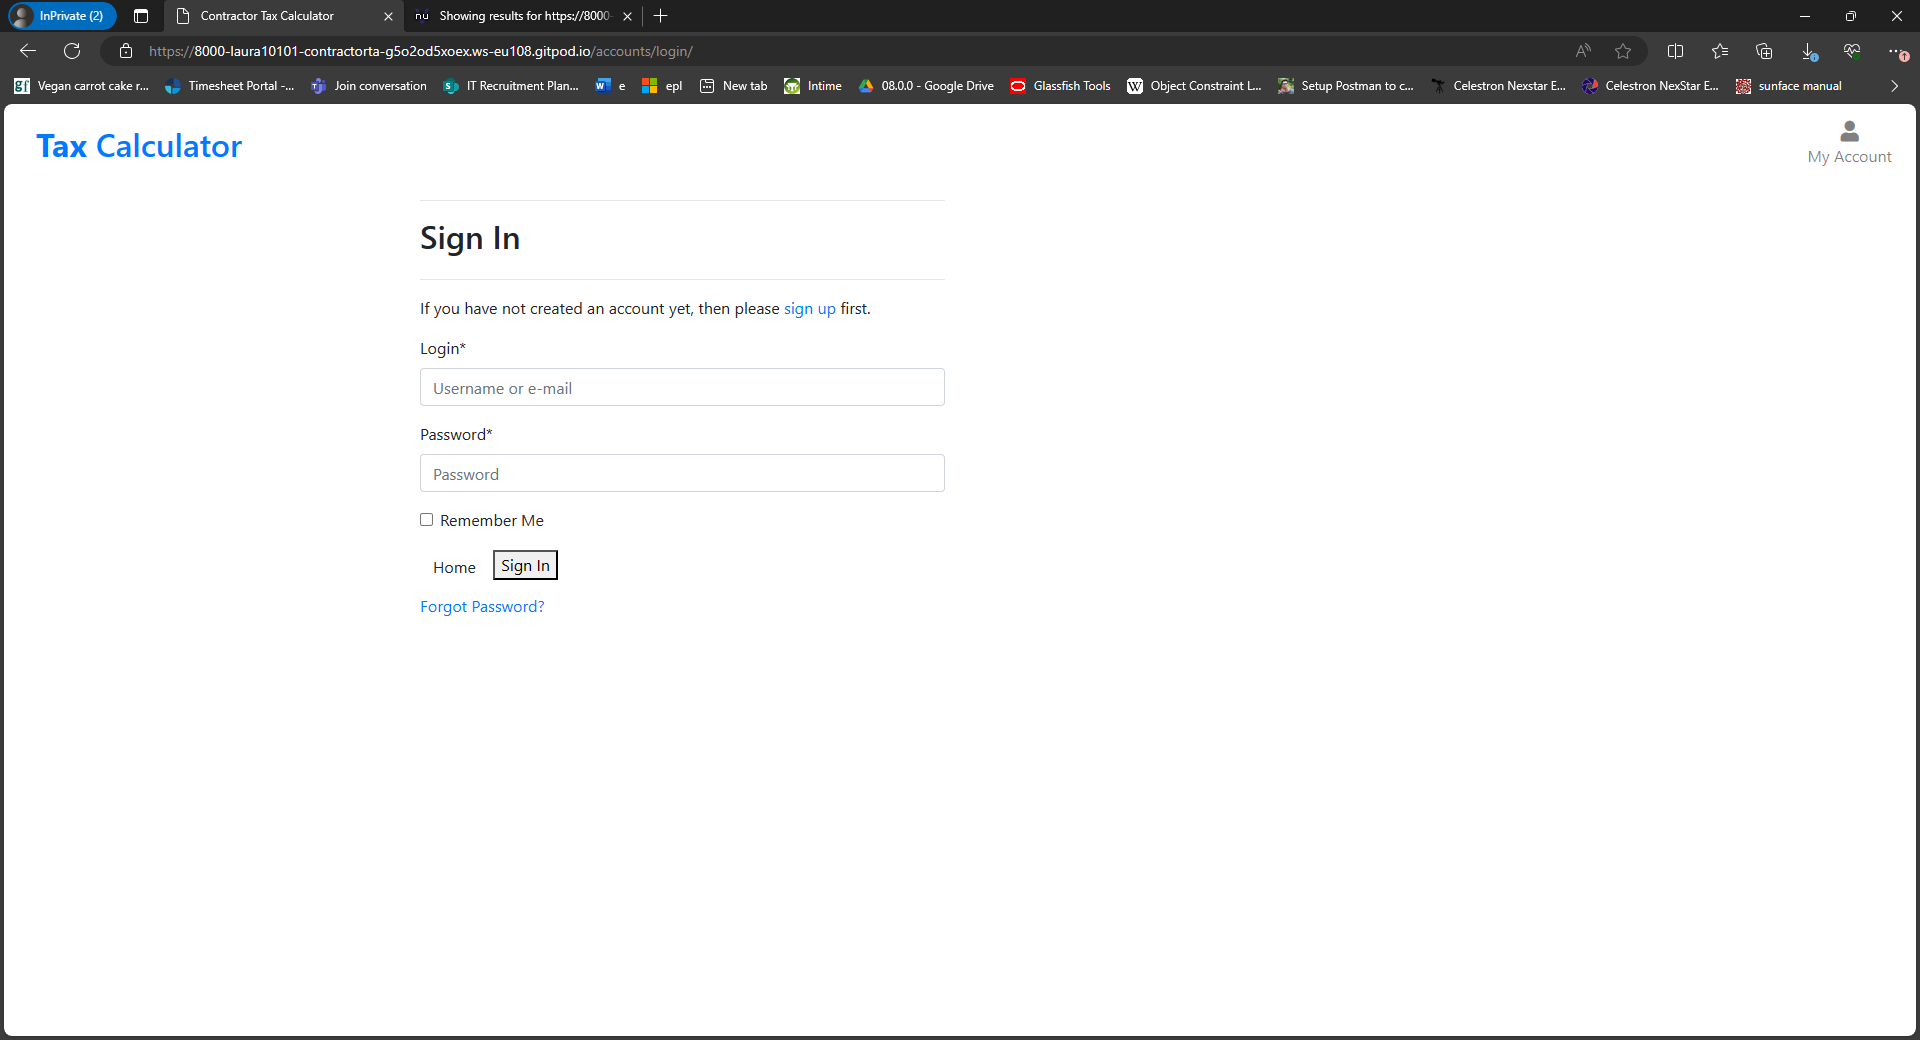 InPrivate (2)
Contractor Tax Calculator
nu
Showing results for https://8000-
https://8000-laura10101-contractorta-g5o2od5xoex.ws-eu108.gitpod.io/accounts/login/
gf Vegan carrot cake r...
Timesheet Portal -...
Join conversation
IT Recruitment Plan...
e
epl
New tab
Intime
08.0.0 - Google Drive
Glassfish Tools
W Object Constraint L...
Setup Postman to c...
Celestron Nexstar E...
Celestron NexStar E...
sunface manual
Tax Calculator
My Account
Sign In
If you have not created an account yet, then please sign up first.
Login*
Username or e-mail
Password*
Password
Remember Me
Home Sign In
Forgot Password?